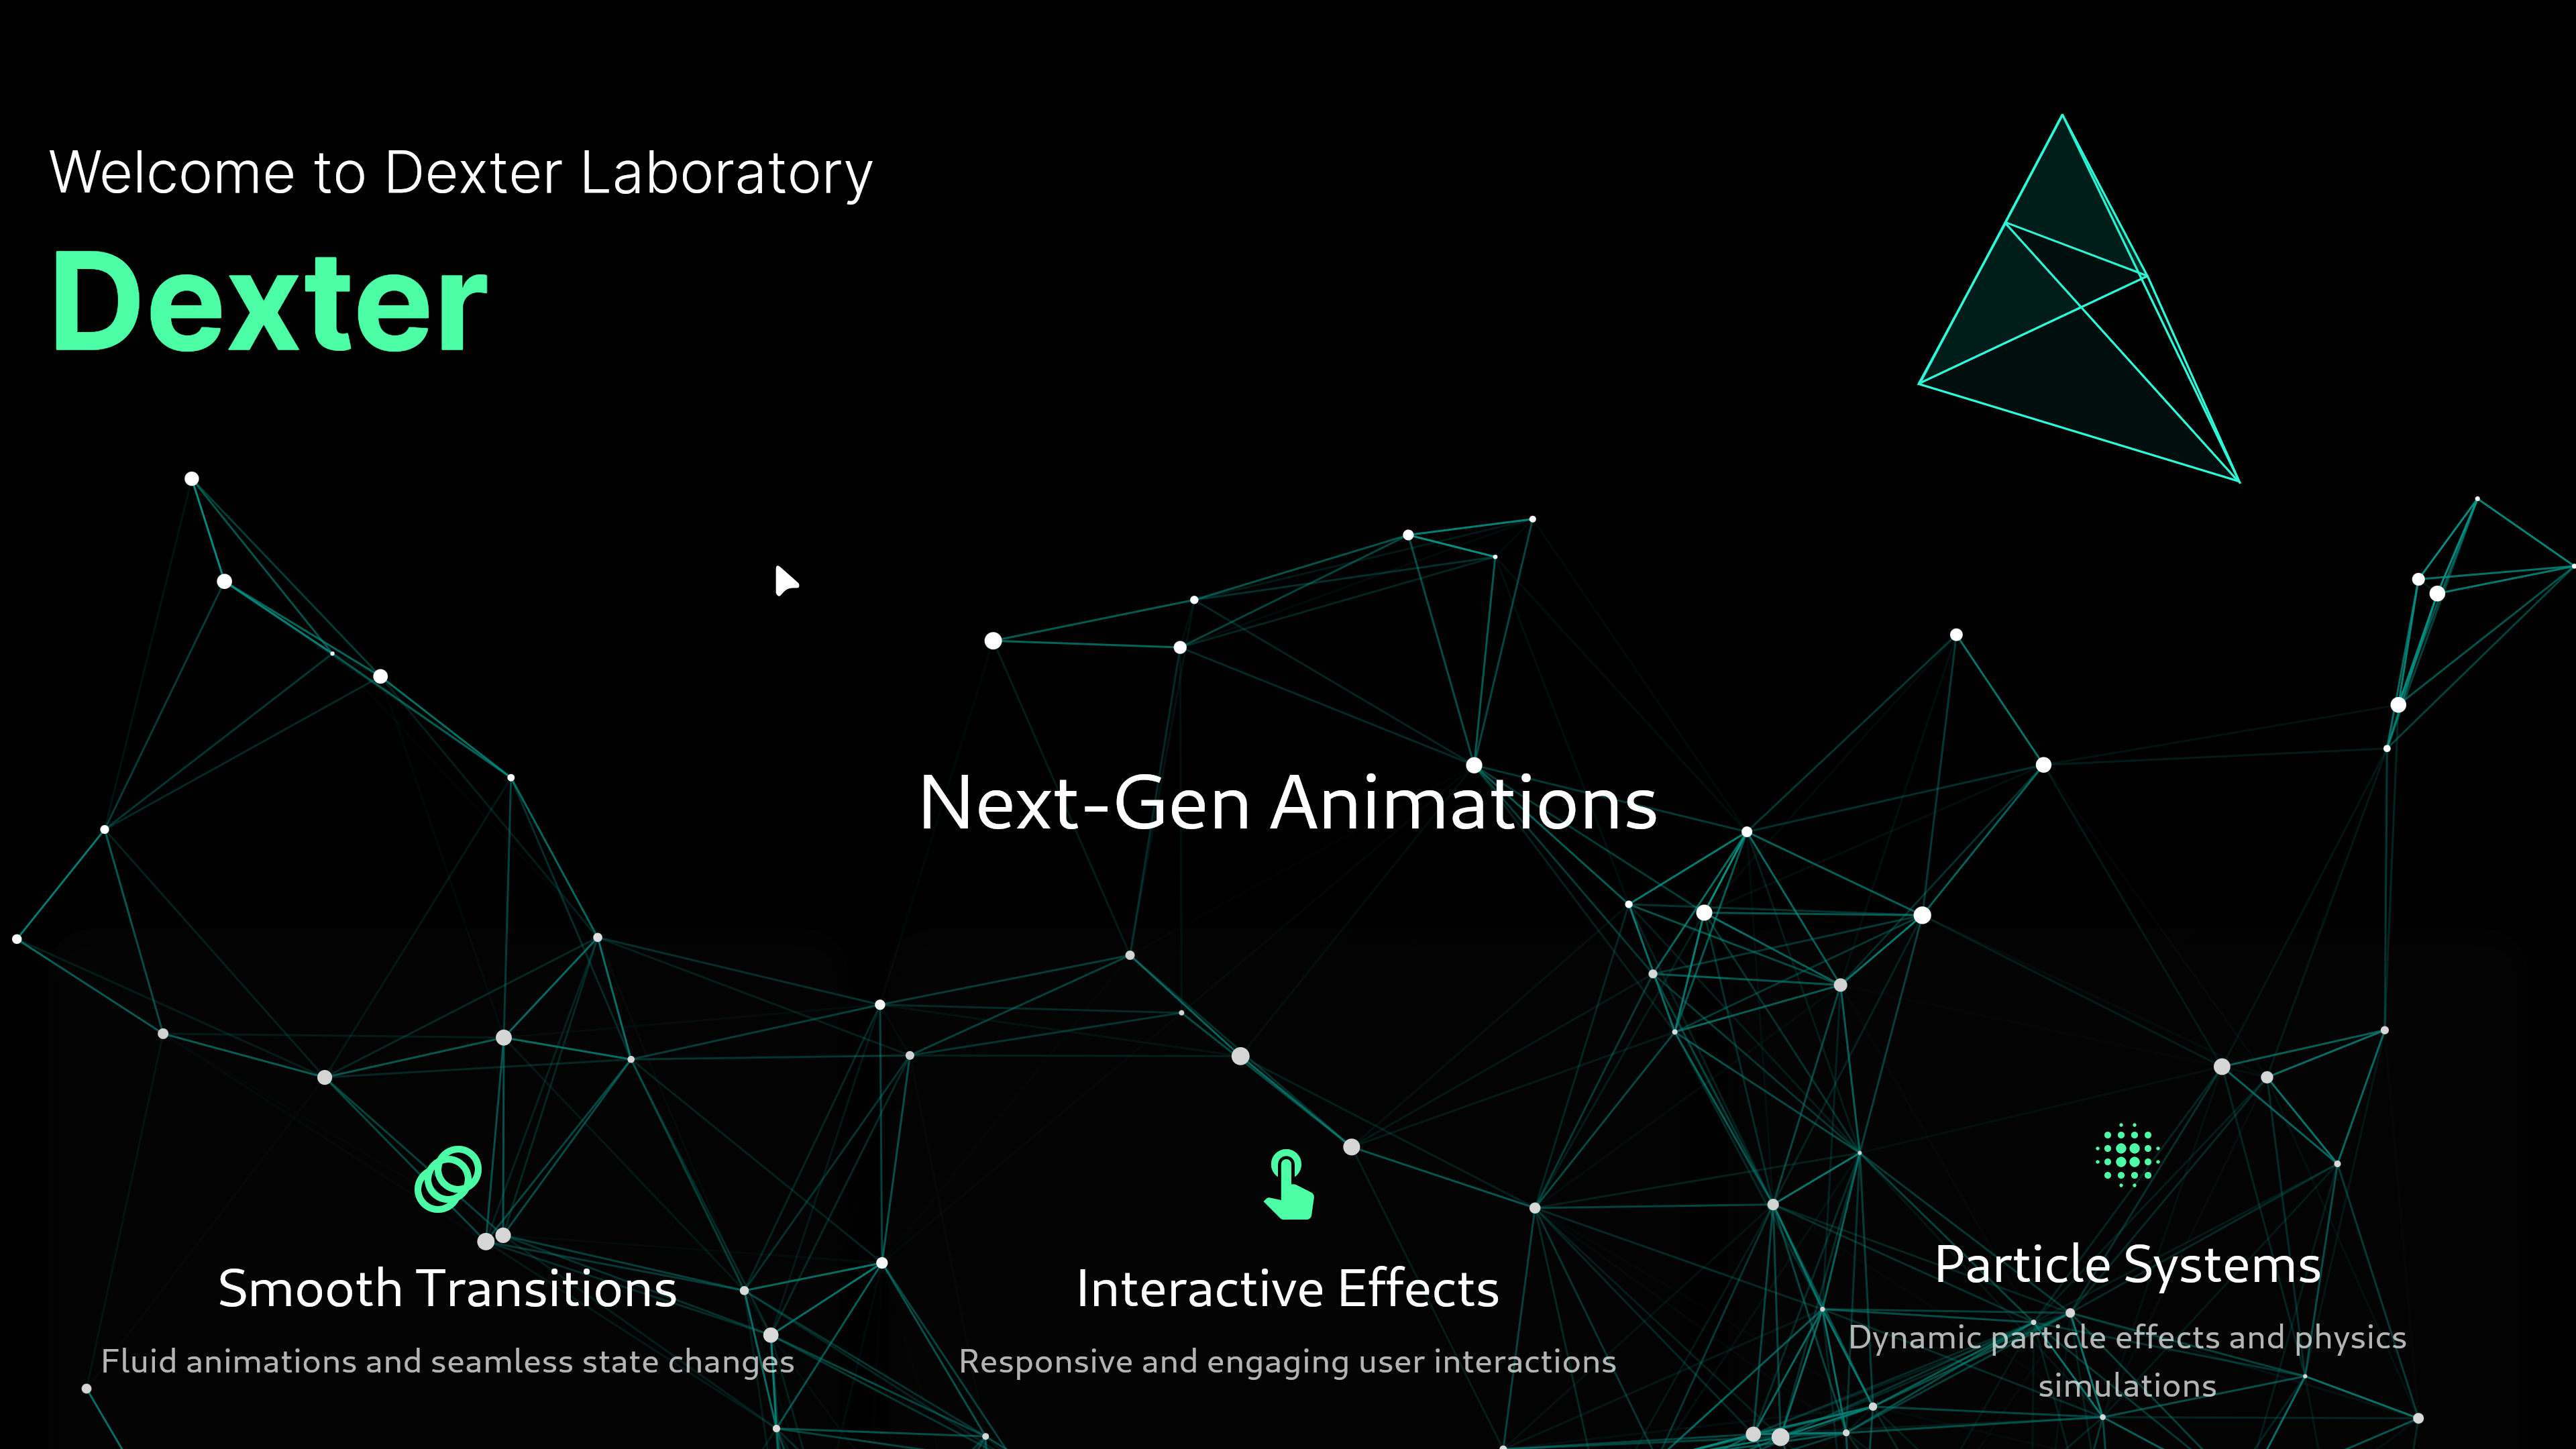 Welcome to Dexter Laboratory
Dexter
Next-Gen Animations
Smooth Transitions
Fluid animations and seamless state changes
Interactive Effects
Responsive and engaging user interactions
Particle Systems
Dynamic particle effects and physics
simulations